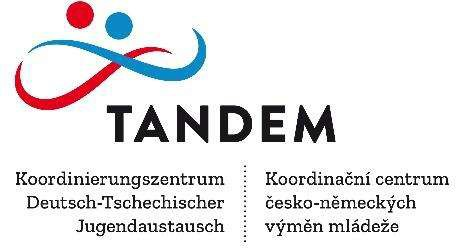 TANDEM
Koordinierungszentrum
Deutsch-Tschechischer
Jugendaustausch
Koordinační centrum
česko-německých
výměn mládeže